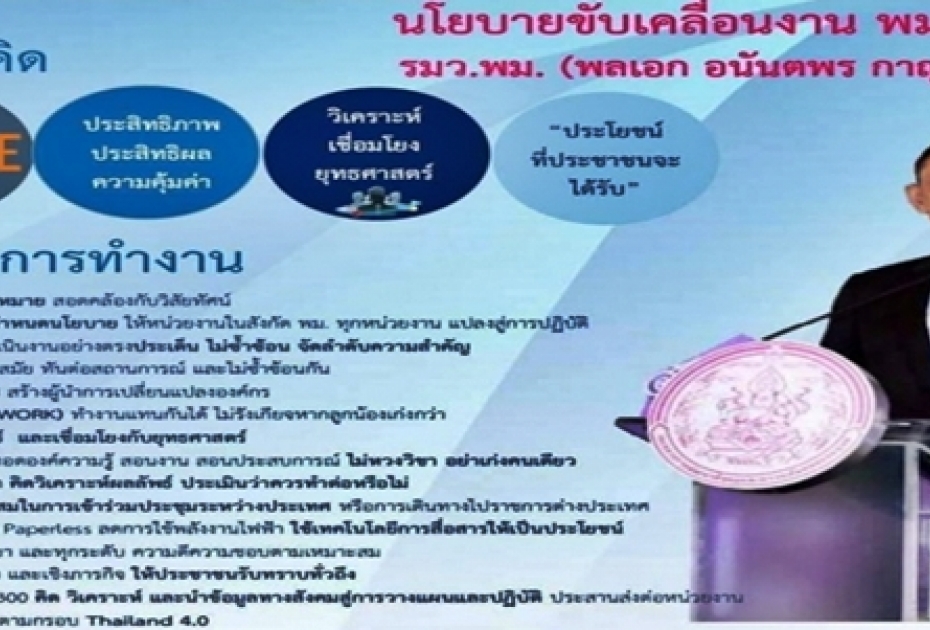 นโยบายขับเคลื่อนงาน พม
รมว.พม. (พลเอก อนันตพร กาญ
คิด
E
ประสิทธิภาพ
ประสิทธิผล
ความคุ้มค่า
วิเคราะห์
เชื่อมโยง
ยุทธศาสตร์
"ประโยชน์
ที่ประชาชนจะ
ได้รับ"
การทำงาน
หมาย สอดคล้องกับวิสัยทัศน์
กำหนดนโยบาย ให้หน่วยงานในสังกัด พม. ทุกหน่วยงาน แปลงสู่การปฏิบัติ
เนินงานอย่างตรงประเด็น ไม่ซ้ำซ้อน จัดลำดับความสำคัญ
สมัย ทันต่อสถานการณ์ และไม่ซ้ำซ้อนกัน
สร้างผู้นำการเปลี่ยนแปลงองค์กร
WORK) ทำงานแทนกันได้ ไม่รังเกียจหากลูกน้องเก่งกว่า
และเชื่อมโยงกับยุทธศาสตร์
อดองค์ความรู้ สอนงาน สอนประสบการณ์ ไม่หวงวิชา อย่าเก่งคนเดียว
คิดวิเคราะห์ผลลัพธ์ ประเมินว่าควรทำต่อหรือไม่
สมในการเข้าร่วมประชุมระหว่างประเทศ หรือการเดินทางไปราชการต่างประเทศ
Paperless ลดการใช้พลังงานไฟฟ้า ใช้เทคโนโลยีการสื่อสารให้เป็นประโยชน์
และทุกระดับ ความดีความชอบตามเหมาะสม
และเชิงภารกิจ ให้ประชาชนรับทราบทั่วถึง
300 คิด วิเคราะห์ และนำข้อมูลทางสังคมสู่การวางแผนและปฏิบัติ ประสานส่งต่อหน่วยงาน
ตามกรอบ Thailand 4.0